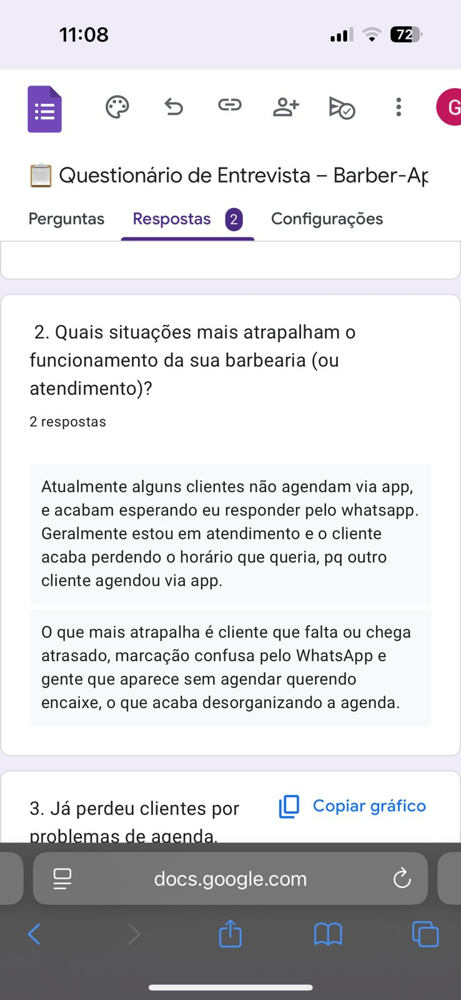 11:08
72
G
Questionário de Entrevista – Barber-Ap
Perguntas
Respostas
2
Configurações
2. Quais situações mais atrapalham o
funcionamento da sua barbearia (ou
atendimento)?
2 respostas
Atualmente alguns clientes não agendam via app,
e acabam esperando eu responder pelo whatsapp.
Geralmente estou em atendimento e o cliente
acaba perdendo o horário que queria, pq outro
cliente agendou via app.
O que mais atrapalha é cliente que falta ou chega
atrasado, marcação confusa pelo WhatsApp e
gente que aparece sem agendar querendo
encaixe, o que acaba desorganizando a agenda.
3. Já perdeu clientes por
Copiar gráfico
problemas de agenda,
docs.google.com